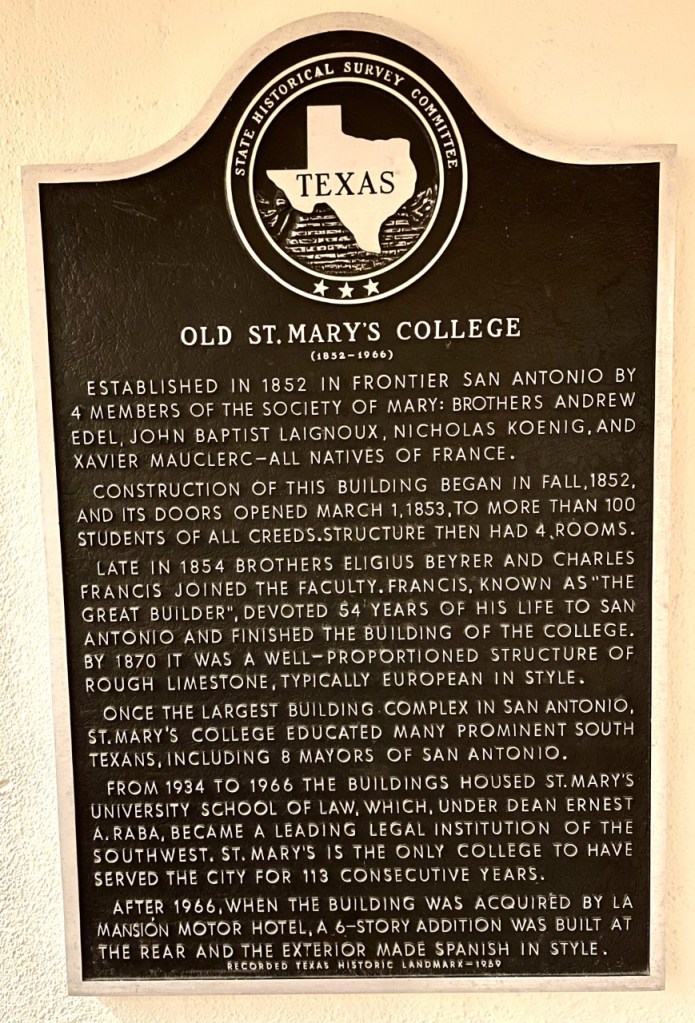 STATE HISTORICAL SURVEY COMMITTEE
TEXAS
OLD ST. MARY'S COLLEGE
(1852-1966)
ESTABLISHED IN 1852 IN FRONTIER SAN ANTONIO BY
4 MEMBERS OF THE SOCIETY OF MARY: BROTHERS ANDREW
EDEL, JOHN BAPTIST LAIGNOUX, NICHOLAS KOENIG, AND
XAVIER MAUCLERC—ALL NATIVES OF FRANCE.
CONSTRUCTION OF THIS BUILDING BEGAN IN FALL, 1852,
AND ITS DOORS OPENED MARCH 1, 1853, TO MORE THAN 100
STUDENTS OF ALL CREEDS. STRUCTURE THEN HAD 4 ROOMS.
LATE IN 1854 BROTHERS ELIGIUS BEYRER AND CHARLES
FRANCIS JOINED THE FACULTY. FRANCIS, KNOWN AS "THE
GREAT BUILDER", DEVOTED 54 YEARS OF HIS LIFE TO SAN
ANTONIO AND FINISHED THE BUILDING OF THE COLLEGE.
BY 1870 IT WAS A WELL-PROPORTIONED STRUCTURE OF
ROUGH LIMESTONE, TYPICALLY EUROPEAN IN STYLE.
ONCE THE LARGEST BUILDING COMPLEX IN SAN ANTONIO,
ST. MARY'S COLLEGE EDUCATED MANY PROMINENT SOUTH
TEXANS, INCLUDING 8 MAYORS OF SAN ANTONIO.
FROM 1934 TO 1966 THE BUILDINGS HOUSED ST. MARY'S
UNIVERSITY SCHOOL OF LAW, WHICH, UNDER DEAN ERNEST
A. RABA, BECAME A LEADING LEGAL INSTITUTION OF THE
SOUTHWEST. ST. MARY'S IS THE ONLY COLLEGE TO HAVE
SERVED THE CITY FOR 113 CONSECUTIVE YEARS.
AFTER 1966, WHEN THE BUILDING WAS ACQUIRED BY LA
MANSIÓN MOTOR HOTEL, A 6-STORY ADDITION WAS BUILT AT
THE REAR AND THE EXTERIOR MADE SPANISH IN STYLE.
RECORDED TEXAS HISTORIC LANDMARK—1969